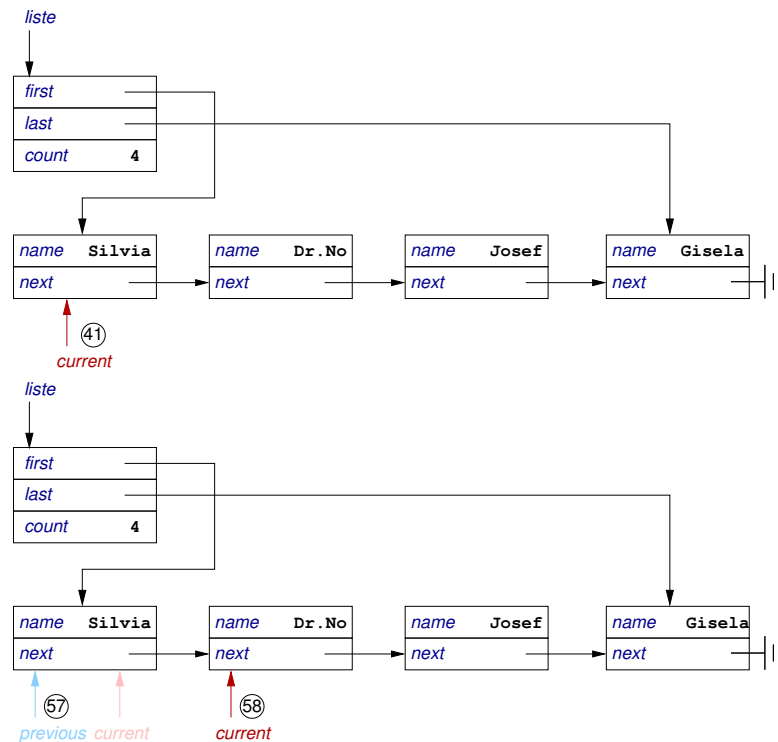 liste
first
last
count 4
name Silvia name Dr.No name Josef name Gisela
next next next next
41
current
liste
first
last
count 4
name Silvia name Dr.No name Josef name Gisela
next next next next
57 58
previous current current